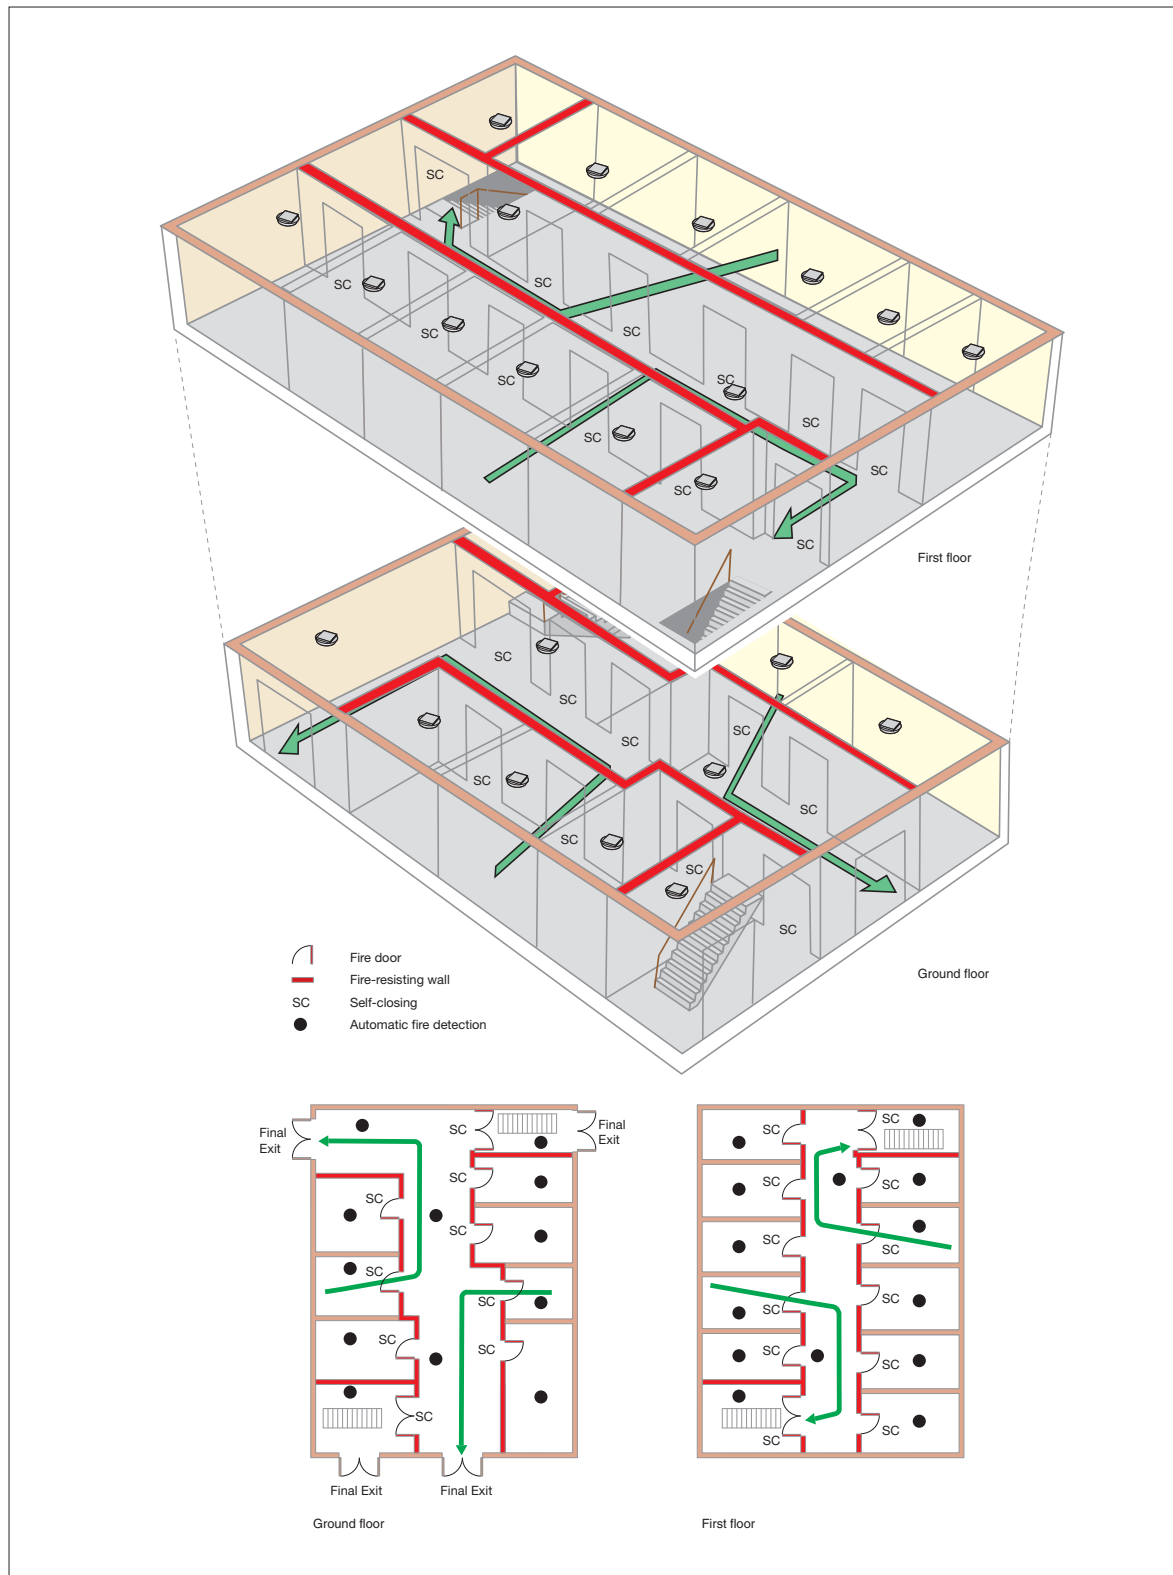 SC
SC
SC
SC
SC
SC
SC
SC
SC
SC
SC
SC
SC
First floor
SC
SC
SC
SC
SC
SC
SC
SC
SC
Ground floor
Fire door
Fire-resisting wall
SC Self-closing
Automatic fire detection
Final Exit
SC
Final Exit
SC
SC
SC
SC
SC
SC
SC
SC
Final Exit
Final Exit
Ground floor
SC
SC
SC
SC
SC
SC
SC
SC
SC
SC
SC
SC
First floor